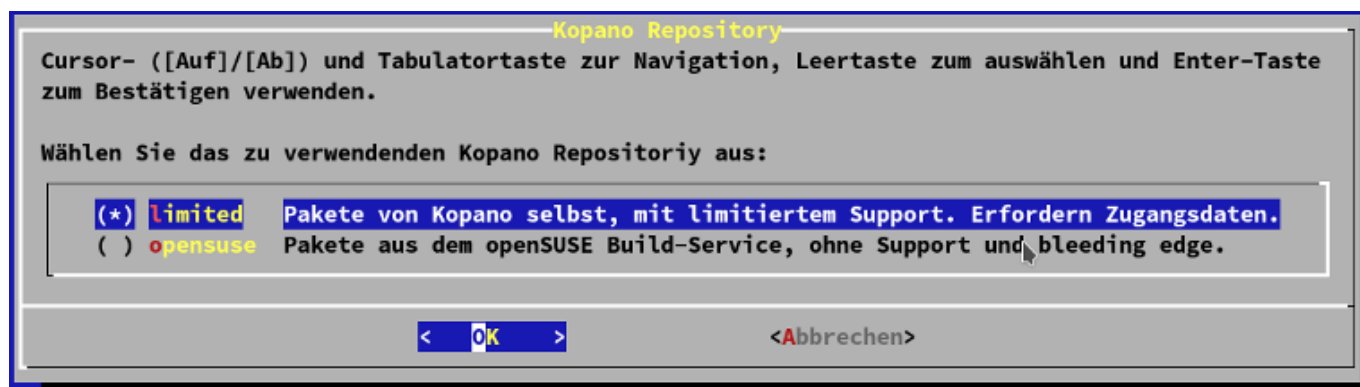 Kopano Repository
Cursor- ([Auf]/[Ab]) und Tabulatortaste zur Navigation, Leertaste zum auswählen und Enter-Taste
zum Bestätigen verwenden.
Wählen Sie das zu verwendenden Kopano Repositoriy aus:
(*) limited Pakete von Kopano selbst, mit limitiertem Support. Erfordern Zugangsdaten.
( ) opensuse Pakete aus dem openSUSE Build-Service, ohne Support und bleeding edge.
< OK > <Abbrechen>